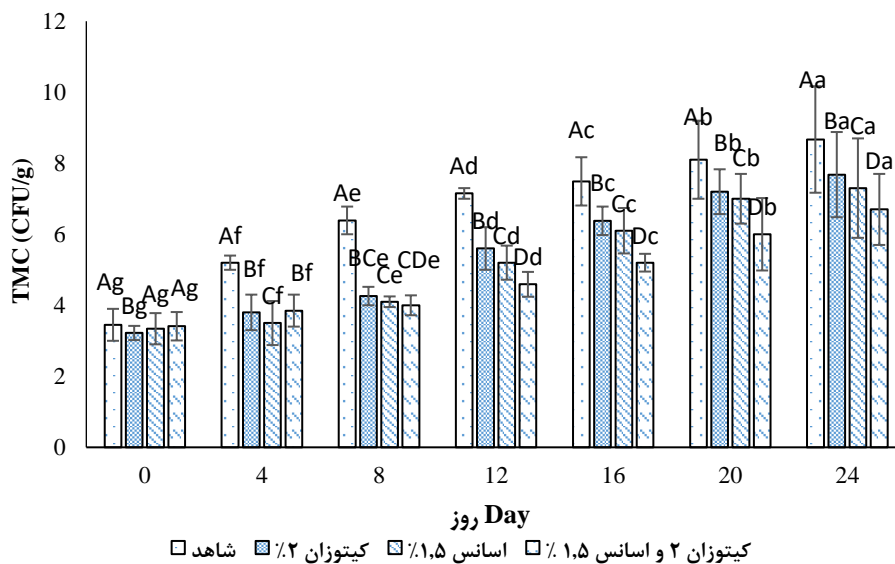 12
10
8
6
4
2
0
TMC (CFU/g)
Ag Bg Ag Ag
Af Bf Cf Bf
Ae BCe Ce CDe
Ad Bd Cd Dd
Ac Bc Cc Dc
Ab Bb Cb Db
Aa Ba Ca Da
0 4 8 12 16 20 24
روز Day
شاهد کیتوزان ۲٪ اسانس ۱,۵٪ کیتوزان ۲ و اسانس ۱,۵ ٪